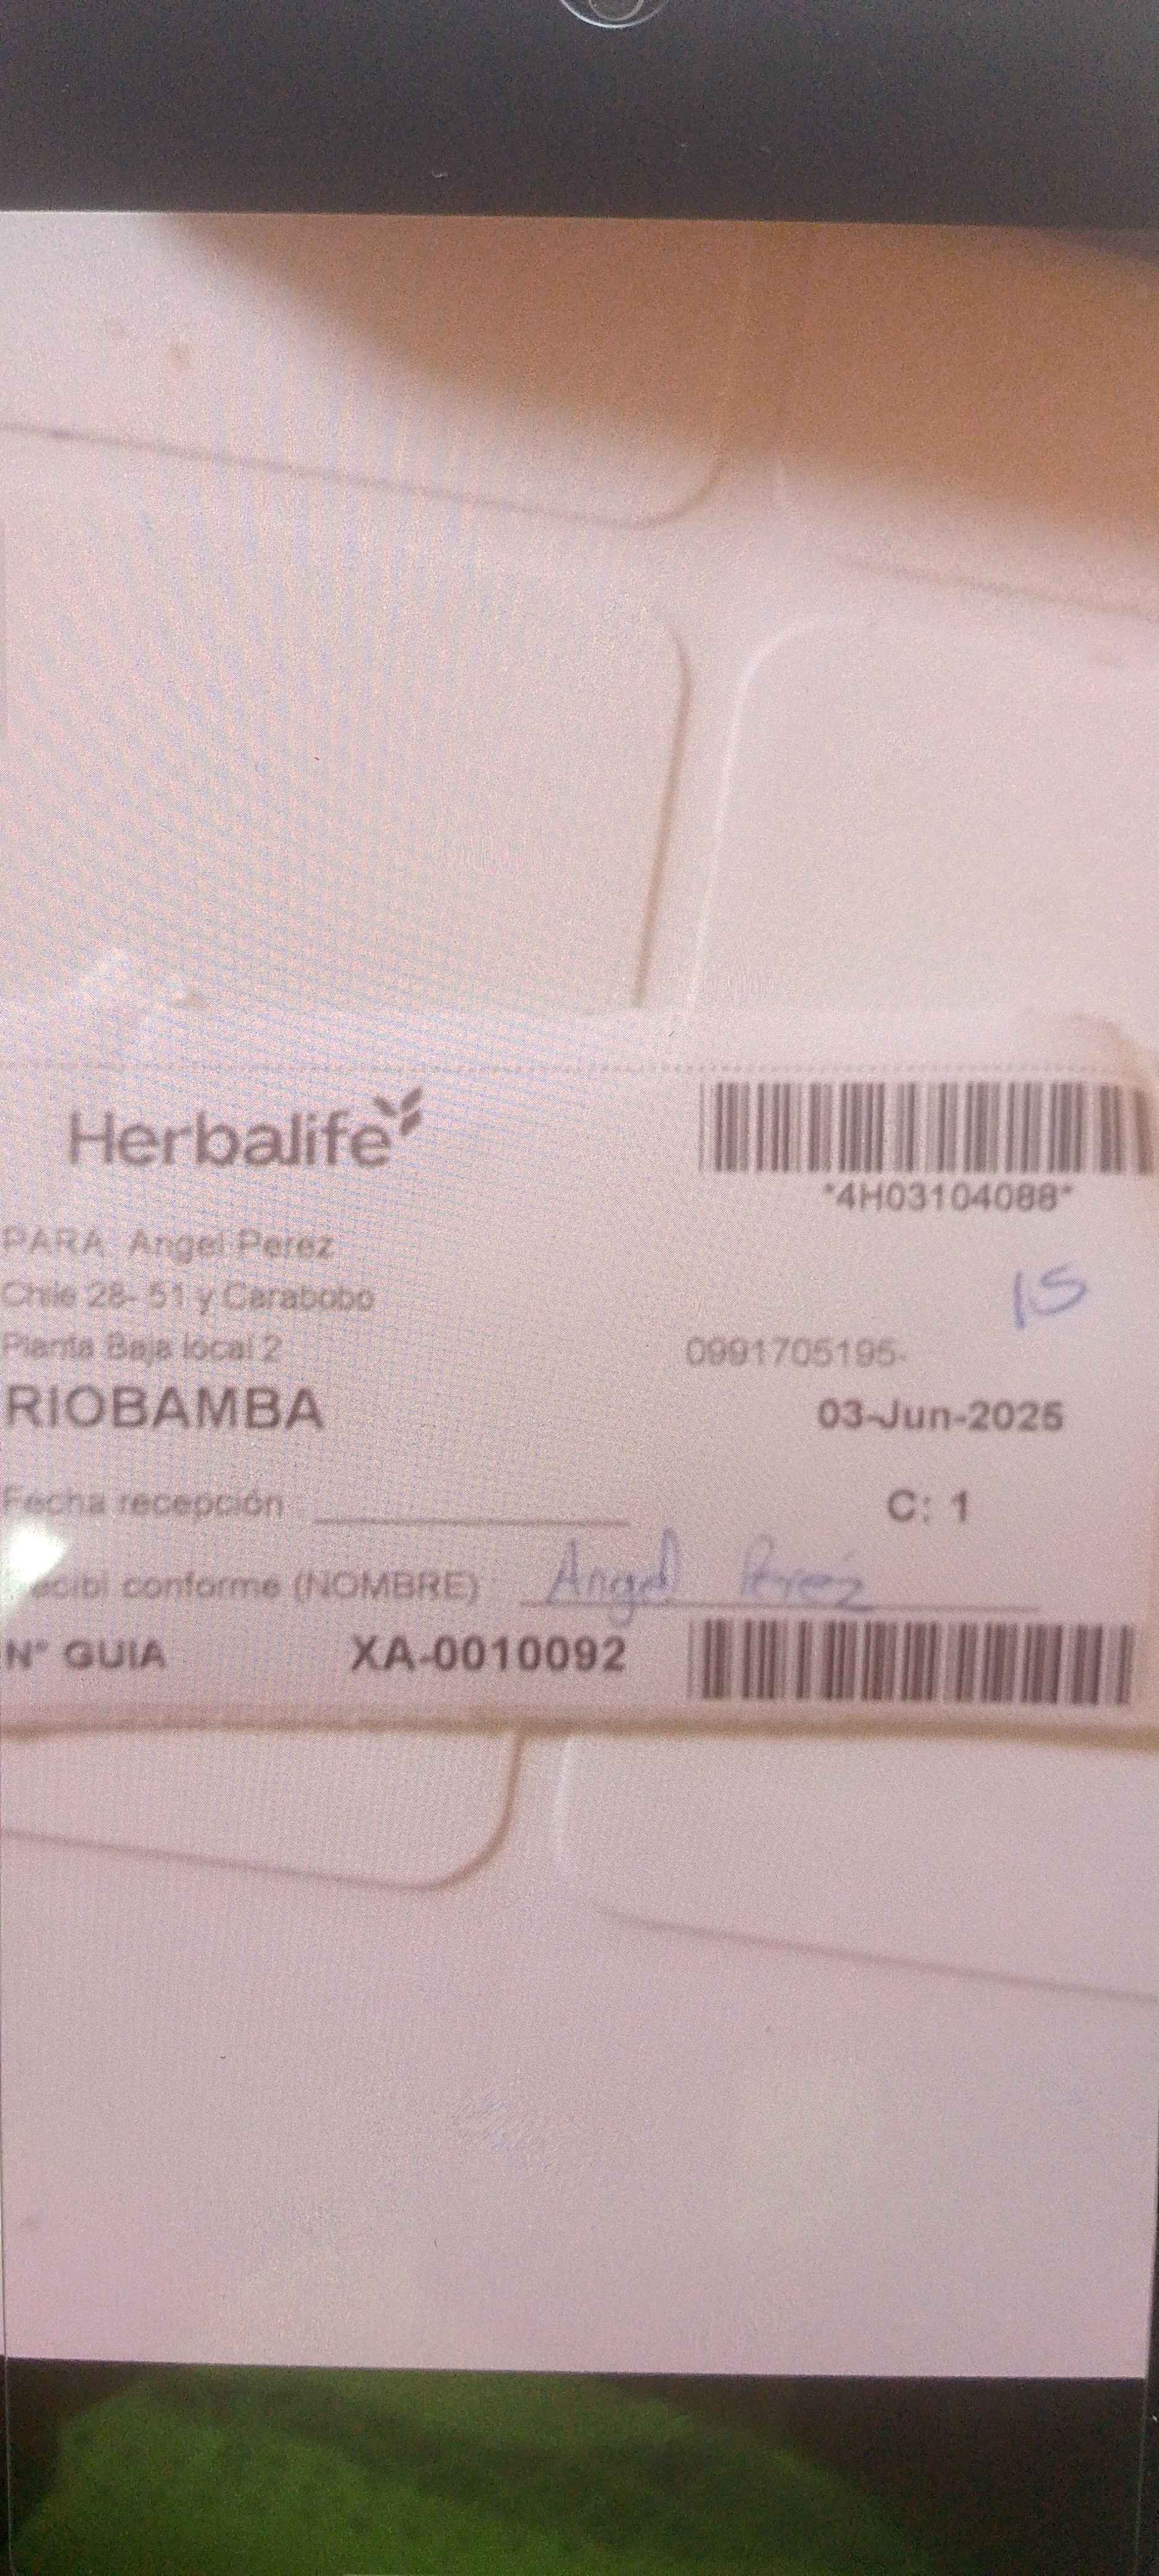 Herbalife
*4H03104088*
PARA Angel Perez
Chile 28- 51 y Carabobo
15
Planta Baja local 2
0991705195-
RIOBAMBA
03-Jun-2025
Fecha recepción
C: 1
ecibi conforme (NOMBRE) Angel Perez
N° GUIA XA-0010092